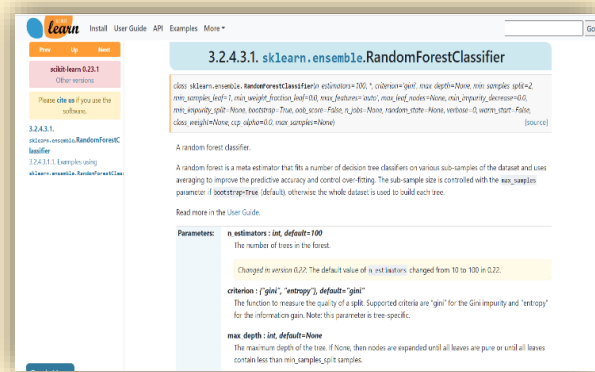 scikit
learn
Install User Guide API Examples More
Go
Prev Up Next
scikit-learn 0.23.1
Other versions
Please cite us if you use the
software.
3.2.4.3.1.
sklearn.ensemble.RandomForestC
lassifier
3.2.4.3.1.1. Examples using
sklearn.ensemble.RandomForestClas
3.2.4.3.1. sklearn.ensemble.RandomForestClassifier
class sklearn.ensemble.RandomForestClassifier(n_estimators=100, *, criterion='gini', max_depth=None, min_samples_split=2,
min_samples_leaf=1, min_weight_fraction_leaf=0.0, max_features='auto', max_leaf_nodes=None, min_impurity_decrease=0.0,
min_impurity_split=None, bootstrap=True, oob_score=False, n_jobs=None, random_state=None, verbose=0, warm_start=False,
class_weight=None, ccp_alpha=0.0, max_samples=None)
[source]
A random forest classifier.
A random forest is a meta estimator that fits a number of decision tree classifiers on various sub-samples of the dataset and uses
averaging to improve the predictive accuracy and control over-fitting. The sub-sample size is controlled with the max_samples
parameter if bootstrap=True (default), otherwise the whole dataset is used to build each tree.
Read more in the User Guide.
Parameters:
n_estimators : int, default=100
The number of trees in the forest.
Changed in version 0.22: The default value of n_estimators changed from 10 to 100 in 0.22.
criterion : {"gini", "entropy"}, default="gini"
The function to measure the quality of a split. Supported criteria are "gini" for the Gini impurity and "entropy"
for the information gain. Note: this parameter is tree-specific.
max_depth : int, default=None
The maximum depth of the tree. If None, then nodes are expanded until all leaves are pure or until all leaves
contain less than min_samples_split samples.